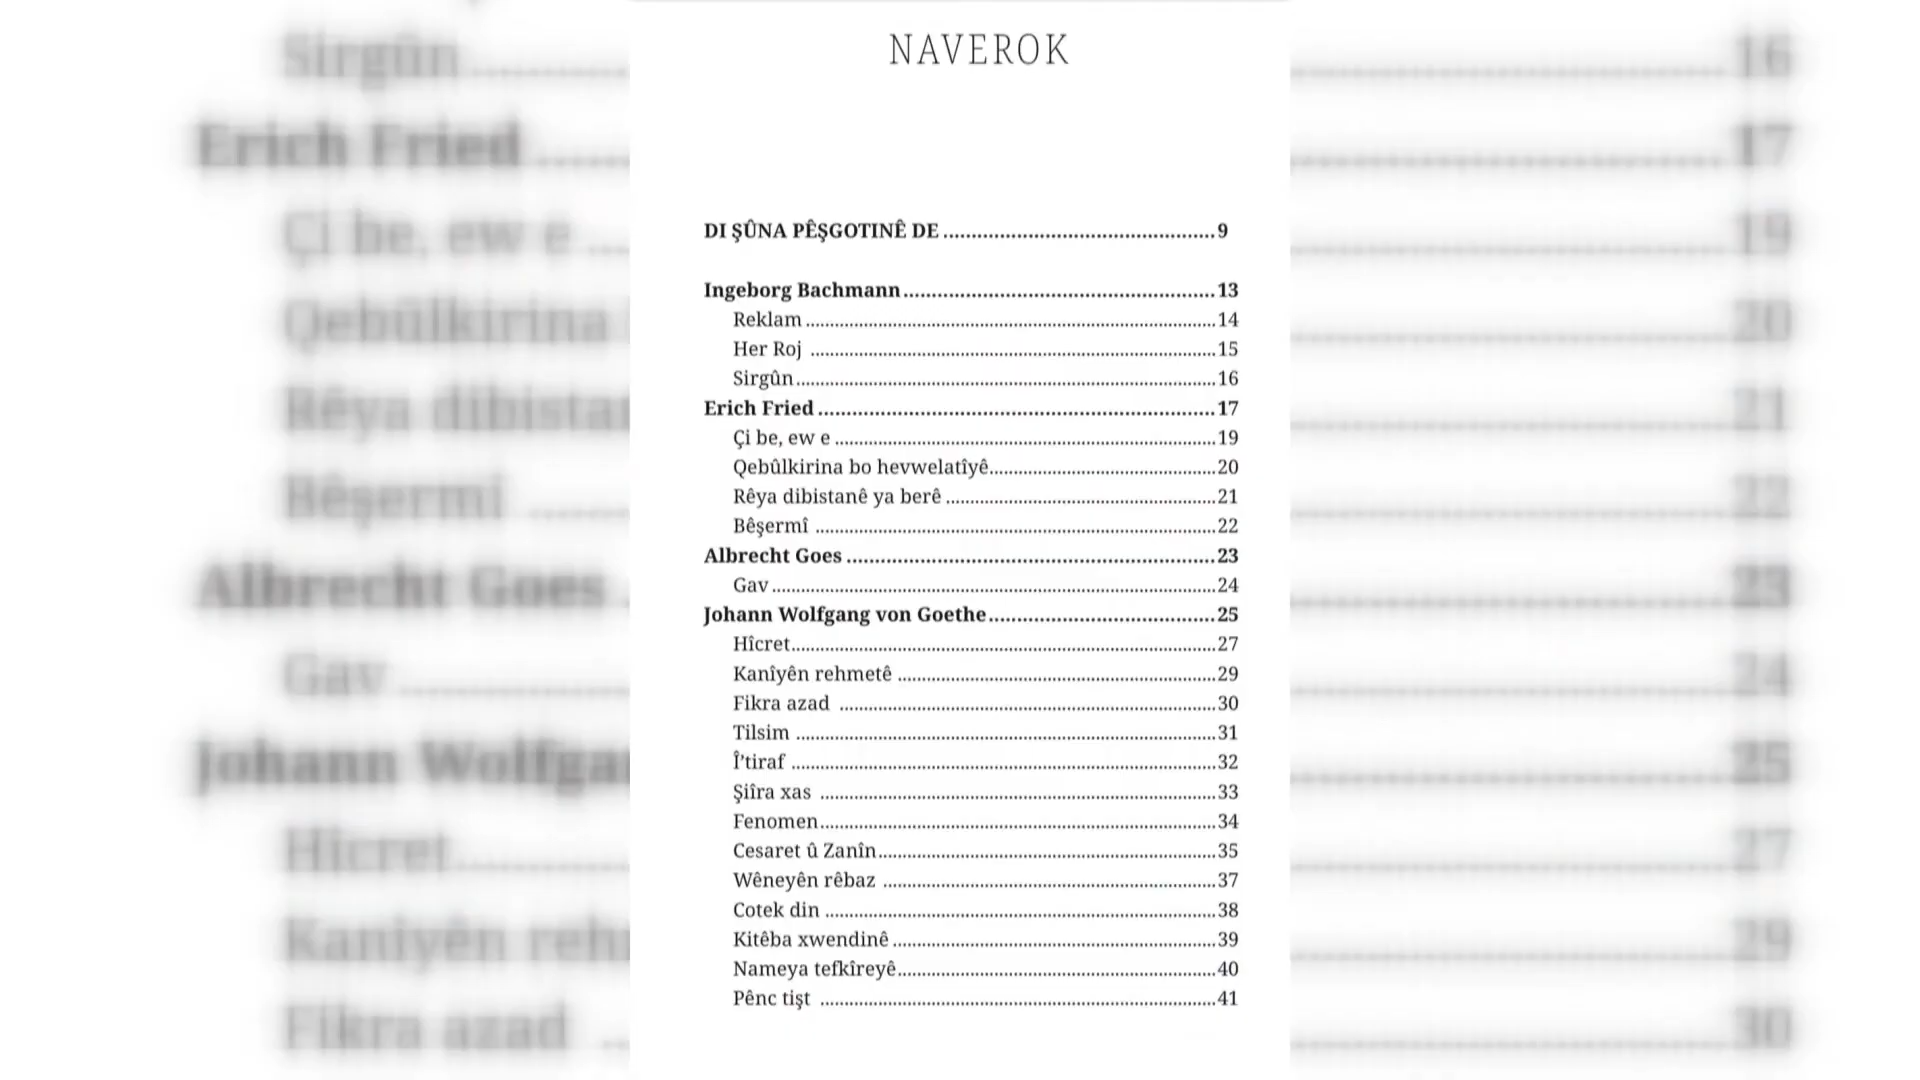 NAVEROK
DI ŞÛNA PÊŞGOTINÊ DE ................................................ 9
Ingeborg Bachmann ....................................................... 13
Reklam ........................................................................ 14
Her Roj ........................................................................ 15
Sirgûn .......................................................................... 16
Erich Fried ...................................................................... 17
Çi be, ew e ................................................................... 19
Qebûlkirina bo hevwelatîyê ........................................ 20
Rêya dibistanê ya berê ................................................ 21
Bêşermî ....................................................................... 22
Albrecht Goes ................................................................. 23
Gav .............................................................................. 24
Johann Wolfgang von Goethe ........................................ 25
Hîcret ........................................................................... 27
Kanîyên rehmetê ......................................................... 29
Fikra azad .................................................................... 30
Tilsim ........................................................................... 31
Î'tiraf ............................................................................ 32
Şiîra xas ....................................................................... 33
Fenomen ...................................................................... 34
Cesaret û Zanîn ............................................................ 35
Wêneyên rêbaz ............................................................ 37
Cotek din ...................................................................... 38
Kitêba xwendinê .......................................................... 39
Nameya tefkîreyê ......................................................... 40
Pênc tişt ....................................................................... 41